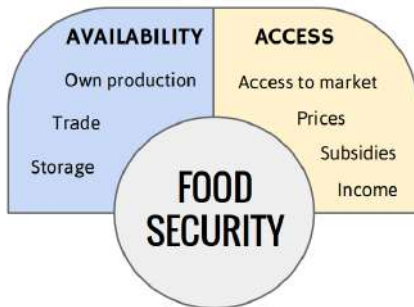 AVAILABILITY
Own production
Trade
Storage
ACCESS
Access to market
Prices
Subsidies
Income
FOOD
SECURITY